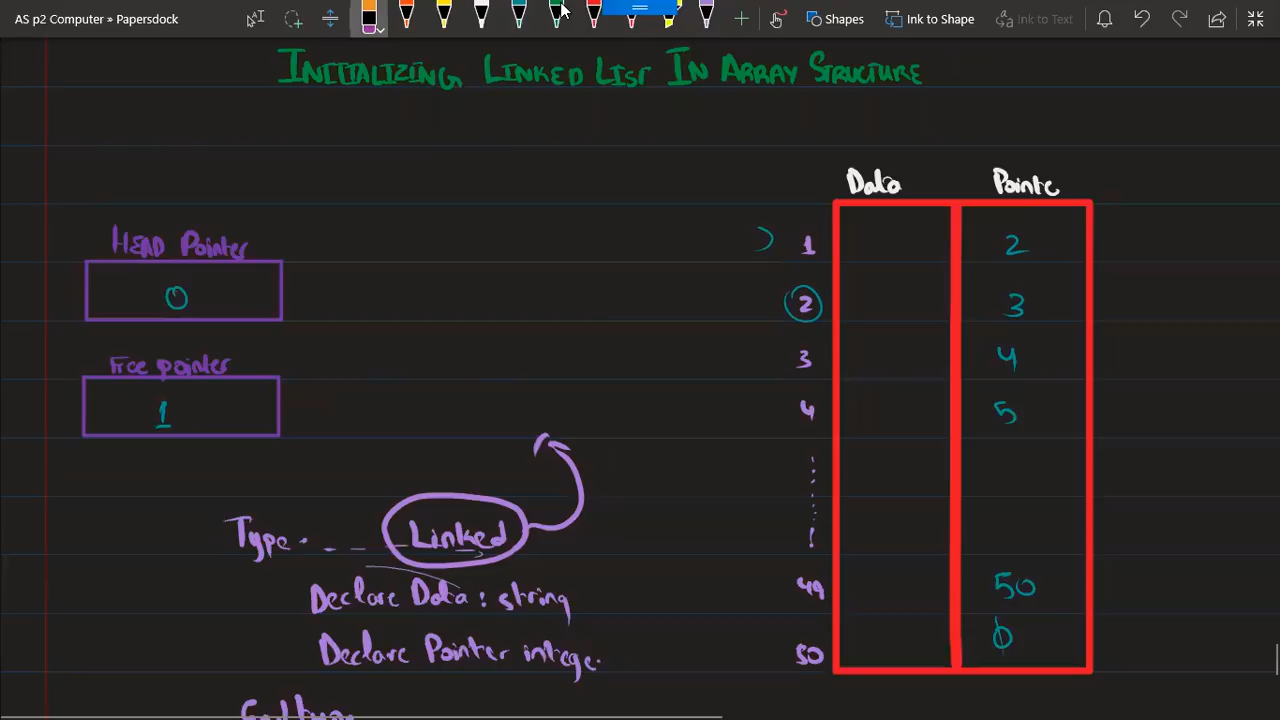 AS p2 Computer » Papersdock
Shapes
Ink to Shape
Ink to Text
INITIALIZING LINKED LIST IN ARRAY STRUCTURE
Data Pointe
HEAD Pointer
0
Free pointer
1
1 2
2 3
3 4
4 5
49 50
50 0
Type Linked
Declare Data: string
Declare Pointer intege